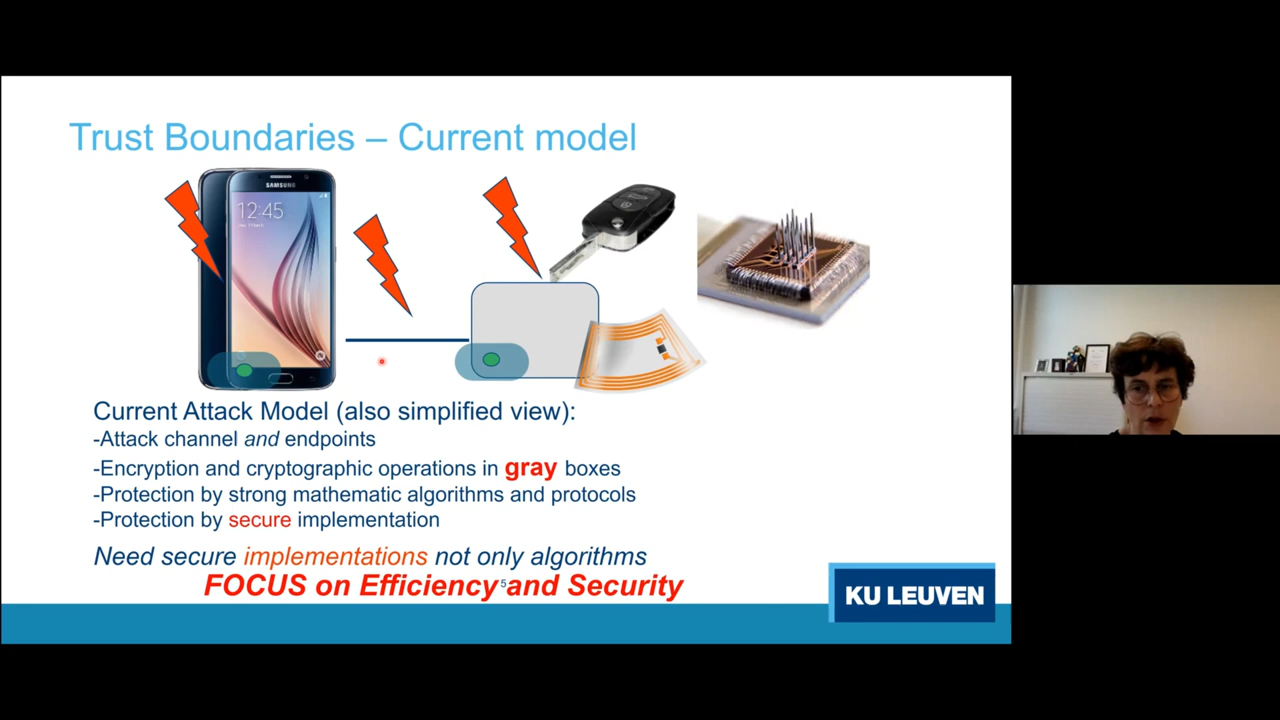 Trust Boundaries – Current model
SAMSUNG
12:45
Current Attack Model (also simplified view):
-Attack channel and endpoints
-Encryption and cryptographic operations in gray boxes
-Protection by strong mathematic algorithms and protocols
-Protection by secure implementation
Need secure implementations not only algorithms
FOCUS on Efficiency and Security
5
KU LEUVEN